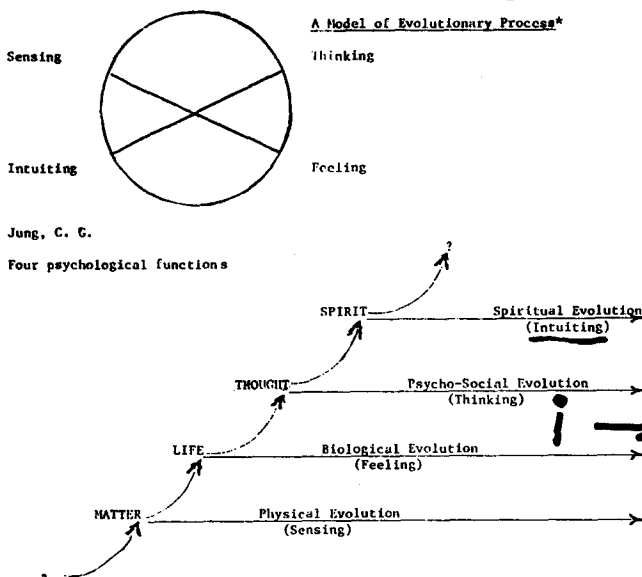 A Model of Evolutionary Process*
Sensing
Thinking
Intuiting
Feeling
Jung, C. G.
Four psychological functions
?
SPIRIT
Spiritual Evolution
(Intuiting)
THOUGHT
Psycho-Social Evolution
(Thinking)
LIFE
Biological Evolution
(Feeling)
MATTER
Physical Evolution
(Sensing)